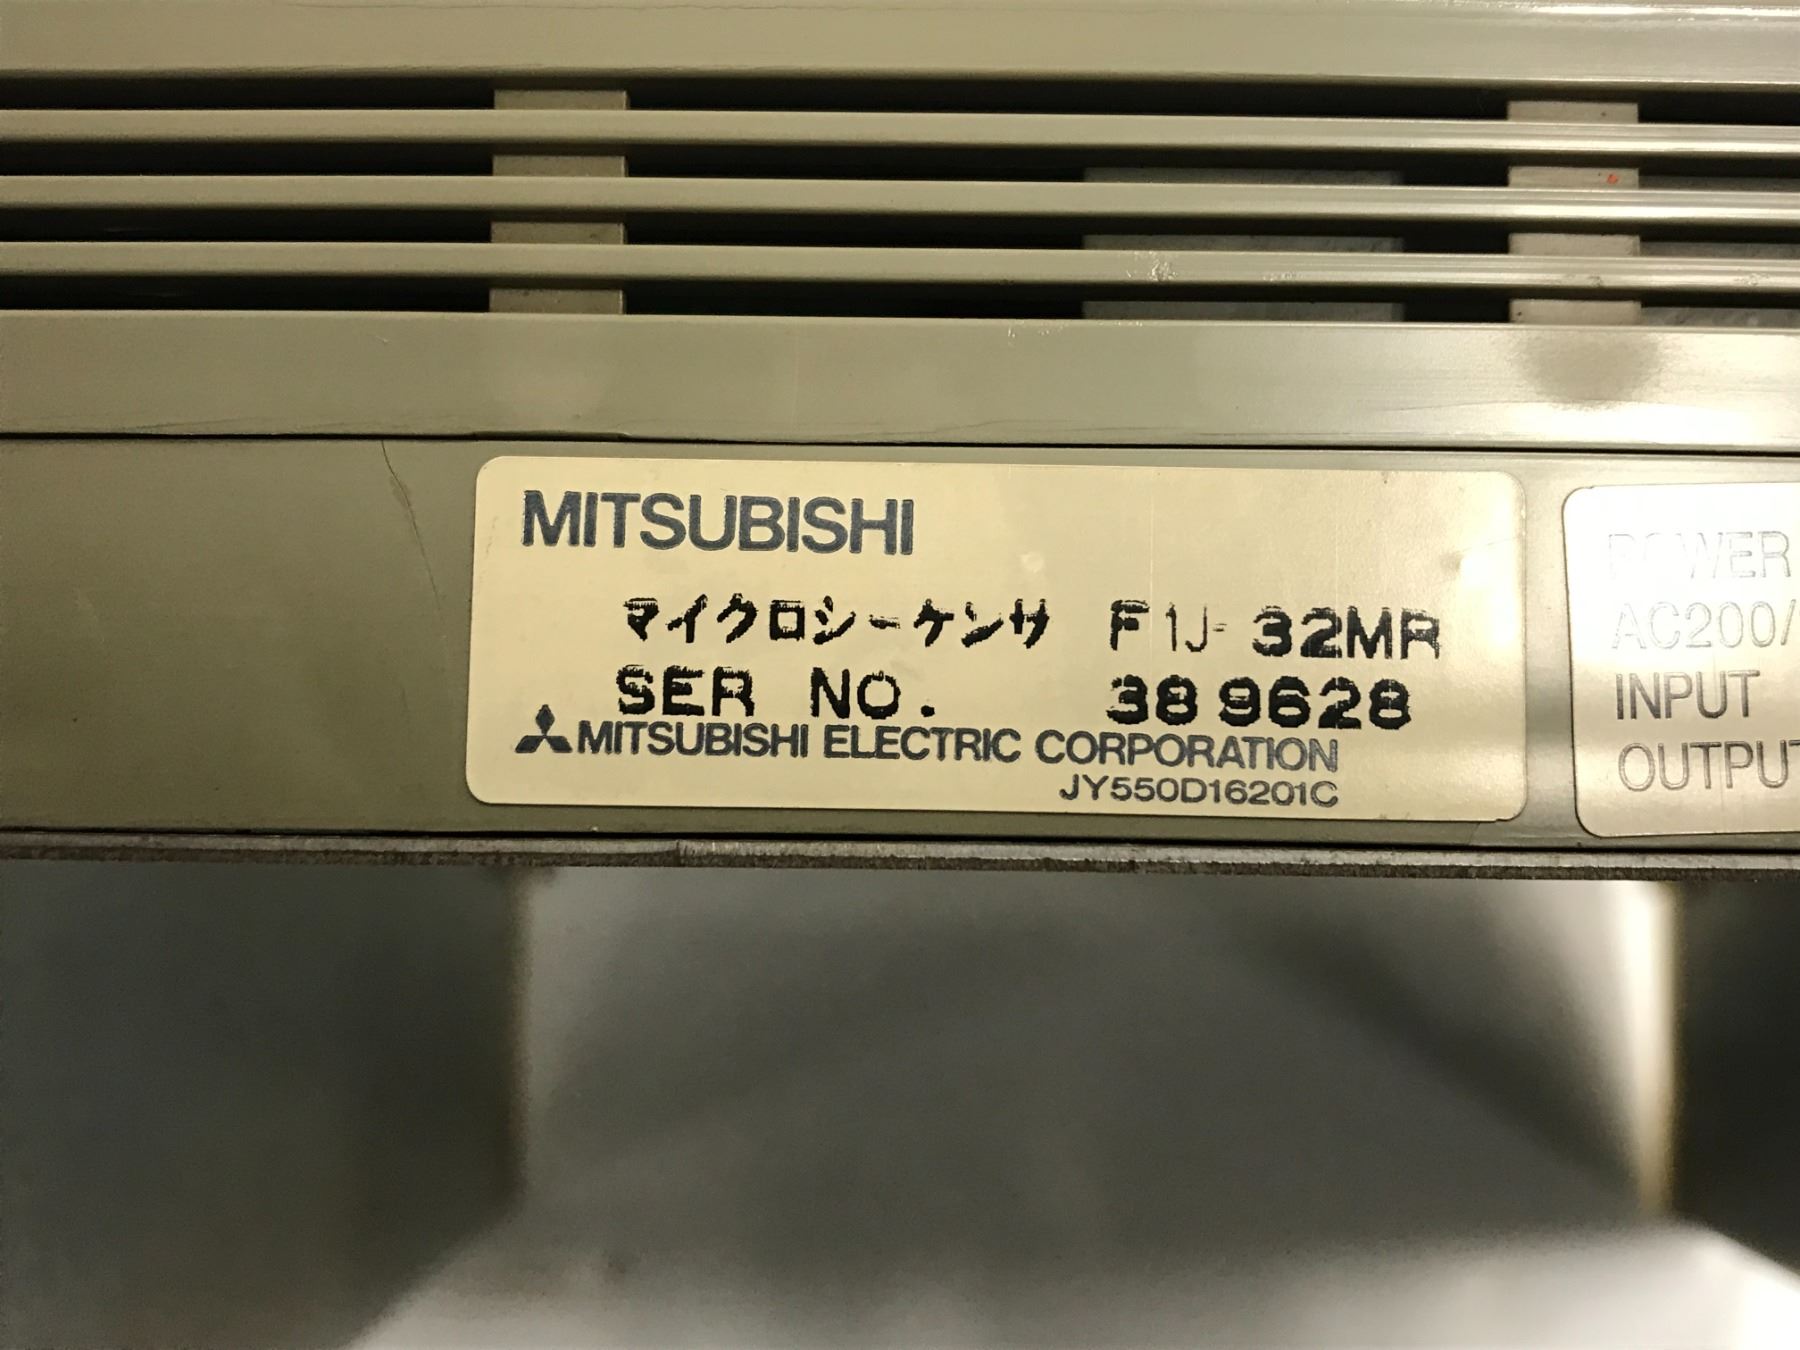 MITSUBISHI
マイクロシーケンサ F1J-32MR
SER NO. 389628
MITSUBISHI ELECTRIC CORPORATION
JY550D16201C
POWER
AC200/
INPUT
OUTPUT